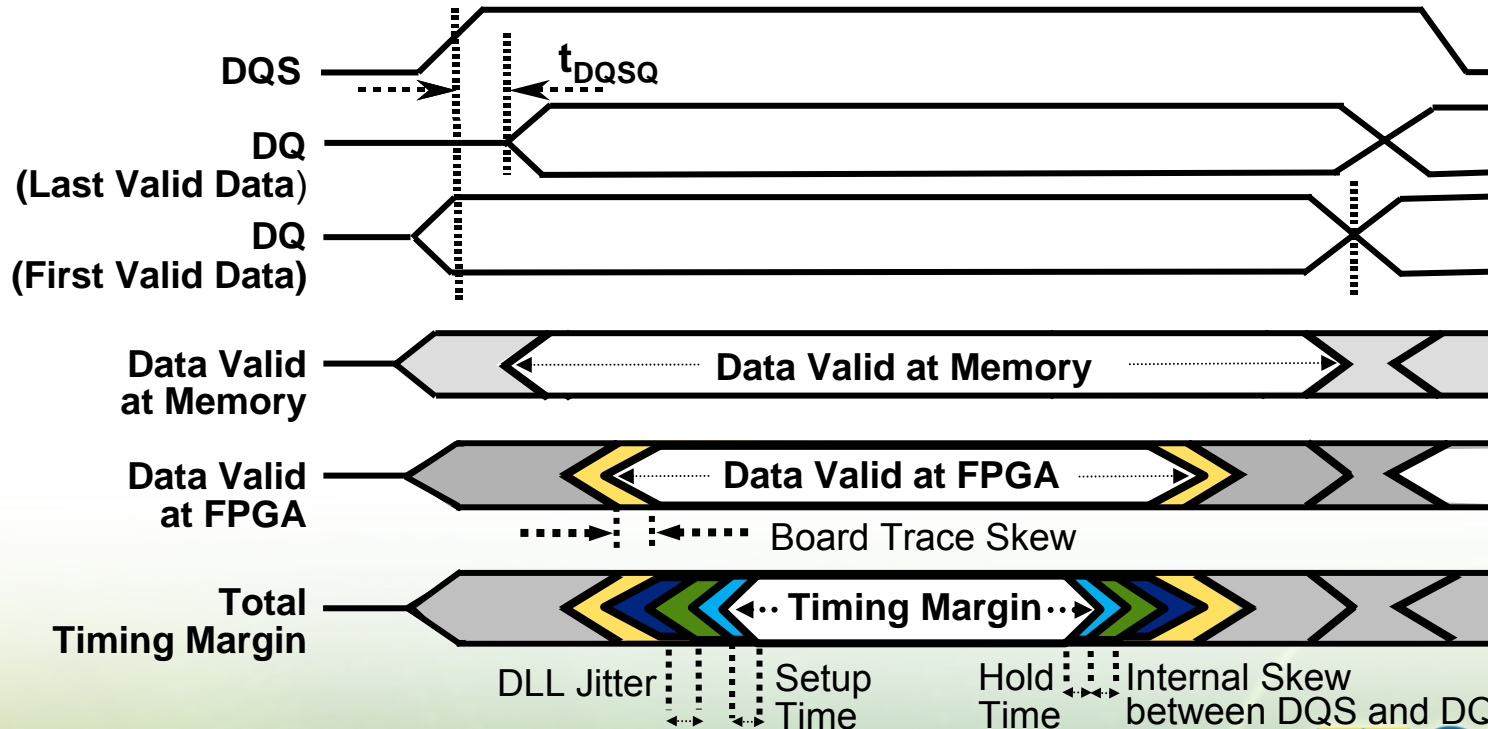 DQS
tDQSQ
DQ
(Last Valid Data)
DQ
(First Valid Data)
Data Valid
at Memory
Data Valid at Memory
Data Valid
at FPGA
Data Valid at FPGA
Board Trace Skew
Total
Timing Margin
Timing Margin
DLL Jitter
Setup
Time
Hold
Time
Internal Skew
between DQS and DQ